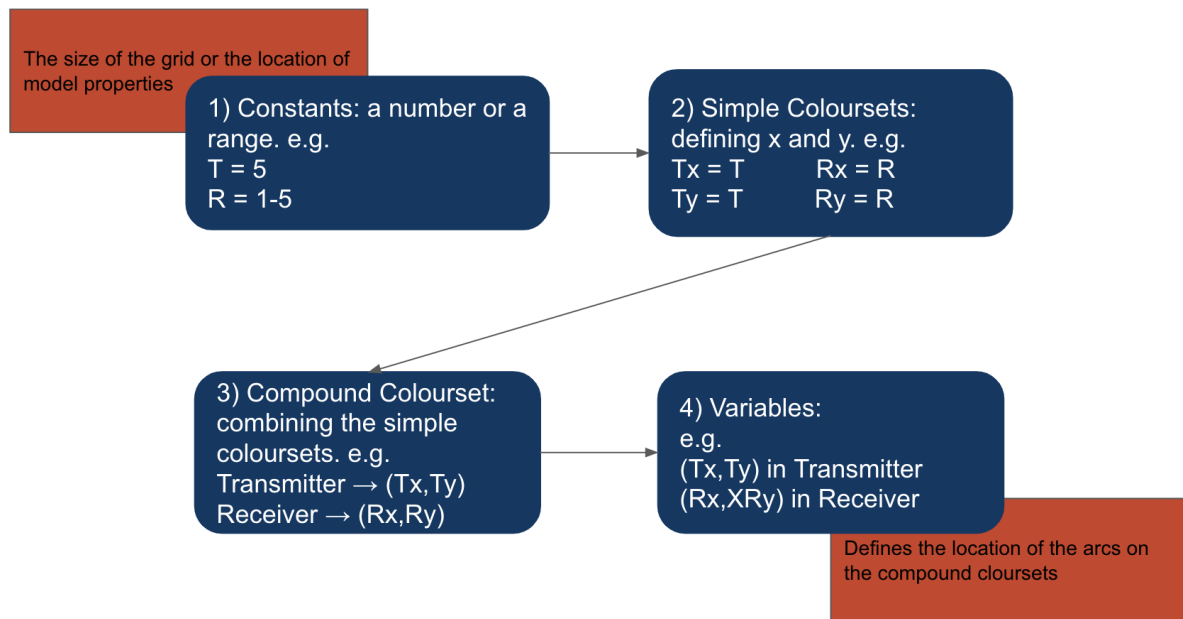 The size of the grid or the location of
model properties
1) Constants: a number or a
range. e.g.
T = 5
R = 1-5
2) Simple Coloursets:
defining x and y. e.g.
Tx = T Rx = R
Ty = T Ry = R
3) Compound Colourset:
combining the simple
coloursets. e.g.
Transmitter → (Tx,Ty)
Receiver → (Rx,Ry)
4) Variables:
e.g.
(Tx,Ty) in Transmitter
(Rx,XRy) in Receiver
Defines the location of the arcs on
the compound cloursets